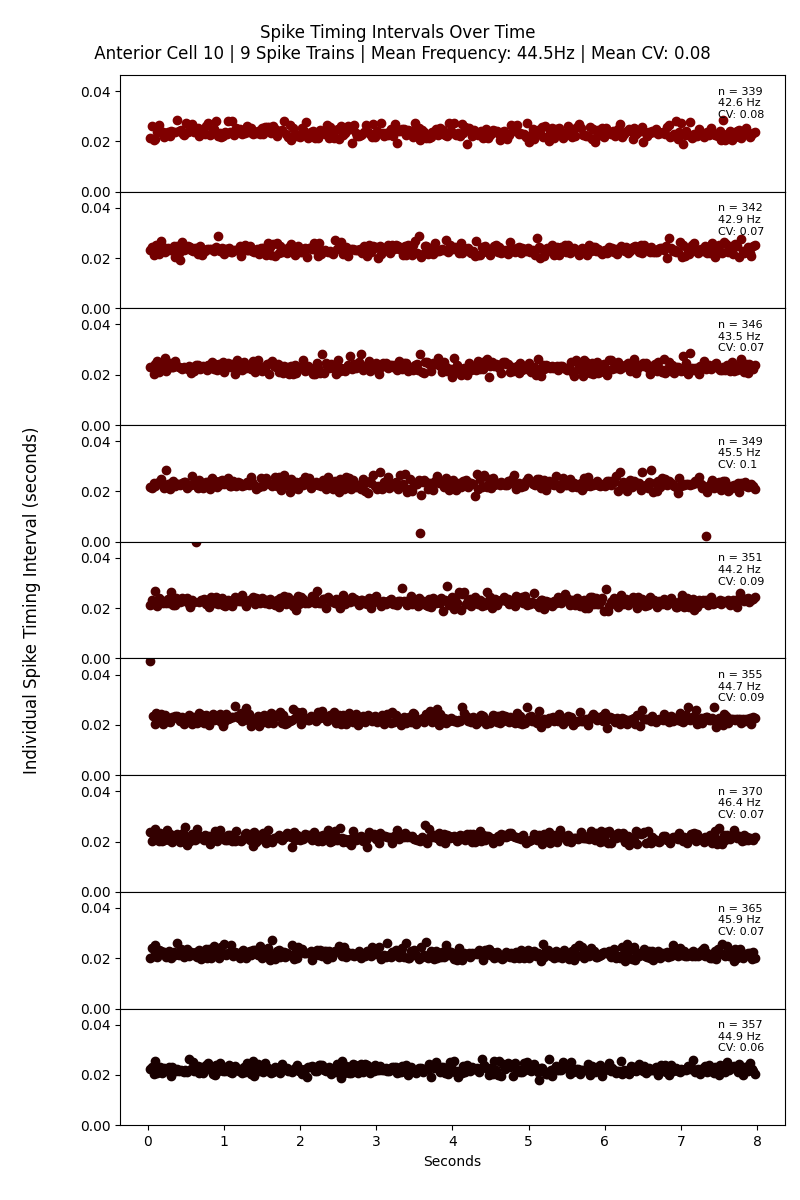 Spike Timing Intervals Over Time
Anterior Cell 10 | 9 Spike Trains | Mean Frequency: 44.5Hz | Mean CV: 0.08
Individual Spike Timing Interval (seconds)
0.04
0.02
0.00
n = 339
42.6 Hz
CV: 0.08
0.04
0.02
0.00
n = 342
42.9 Hz
CV: 0.07
0.04
0.02
0.00
n = 346
43.5 Hz
CV: 0.07
0.04
0.02
0.00
n = 349
45.5 Hz
CV: 0.1
0.04
0.02
0.00
n = 351
44.2 Hz
CV: 0.09
0.04
0.02
0.00
n = 355
44.7 Hz
CV: 0.09
0.04
0.02
0.00
n = 370
46.4 Hz
CV: 0.07
0.04
0.02
0.00
n = 365
45.9 Hz
CV: 0.07
0.04
0.02
0.00
n = 357
44.9 Hz
CV: 0.06
0 1 2 3 4 5 6 7 8
Seconds